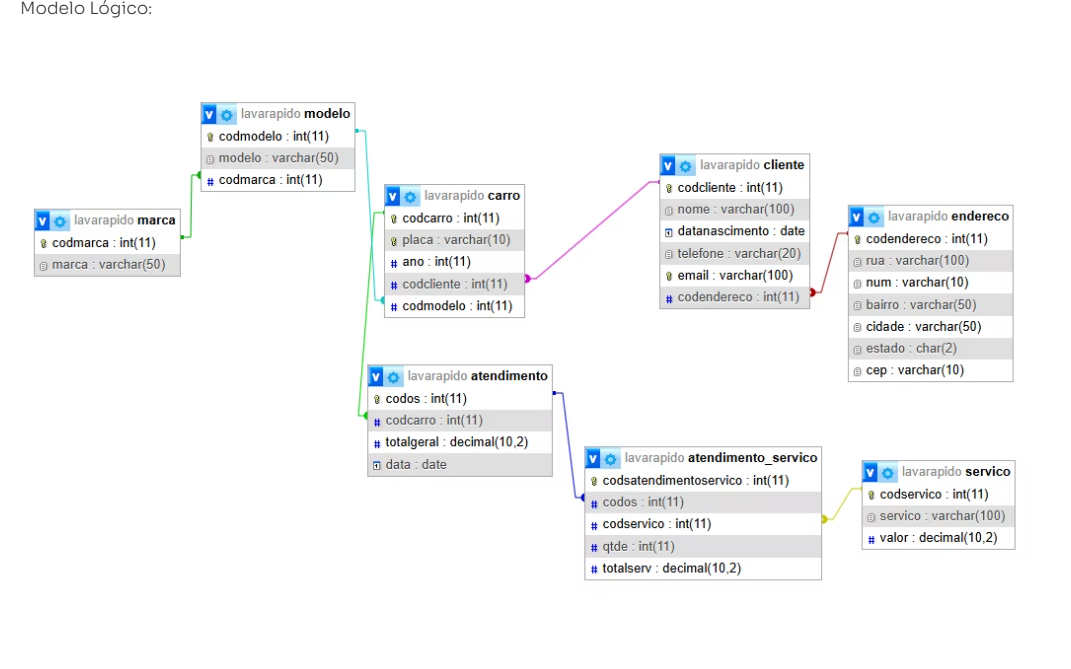 Modelo Lógico:
lavarapido modelo
codmodelo : int(11)
modelo : varchar(50)
codmarca : int(11)
lavarapido marca
codmarca : int(11)
marca : varchar(50)
lavarapido carro
codcarro : int(11)
placa : varchar(10)
ano : int(11)
codcliente : int(11)
codmodelo : int(11)
lavarapido cliente
codcliente : int(11)
nome : varchar(100)
datanascimento : date
telefone : varchar(20)
email : varchar(100)
codendereco : int(11)
lavarapido endereco
codendereco : int(11)
rua : varchar(100)
num : varchar(10)
bairro : varchar(50)
cidade : varchar(50)
estado : char(2)
cep : varchar(10)
lavarapido atendimento
codos : int(11)
codcarro : int(11)
totalgeral : decimal(10,2)
data : date
lavarapido atendimento_servico
codsatendimentoservico : int(11)
codos : int(11)
codservico : int(11)
qtde : int(11)
totalserv : decimal(10,2)
lavarapido servico
codservico : int(11)
servico : varchar(100)
valor : decimal(10,2)